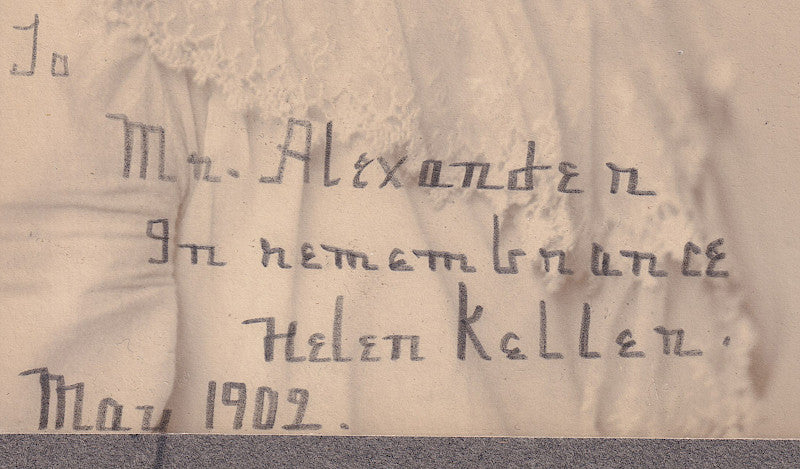 To
Mr. Alexander
In remembrance
Helen Keller.
May 1902.